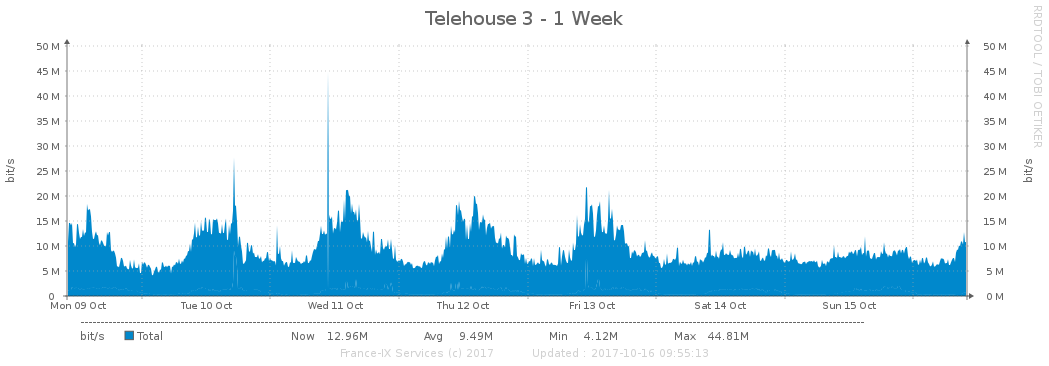 Telehouse 3 - 1 Week
RRDTOOL / TOBI OETIKER
50 M 50 M
45 M 45 M
40 M 40 M
35 M 35 M
30 M 30 M
25 M 25 M
20 M 20 M
15 M 15 M
10 M 10 M
5 M 5 M
0 0 M
bit/s bit/s
Mon 09 Oct Tue 10 Oct Wed 11 Oct Thu 12 Oct Fri 13 Oct Sat 14 Oct Sun 15 Oct
bit/s Total Now 12.96M Avg 9.49M Min 4.12M Max 44.81M
France-IX Services (c) 2017 Updated : 2017-10-16 09:55:13